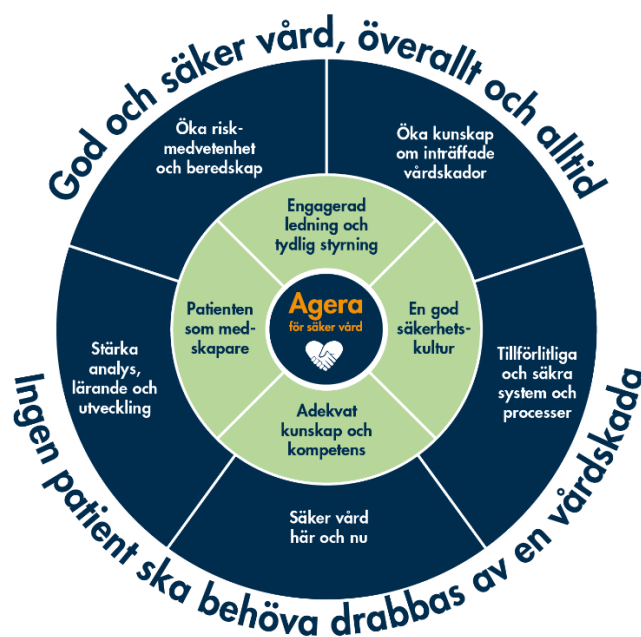 God och säker vård, överallt och alltid
Öka risk-
medvetenhet
och beredskap
Öka kunskap
om inträffade
vårdskador
Engagerad
ledning och
tydlig styrning
Patienten
som med-
skapare
Agera
för säker vård
En god
säkerhets-
kultur
Stärka
analys,
lärande och
utveckling
Tillförlitliga
och säkra
system och
processer
Adekvat
kunskap och
kompetens
Säker vård
här och nu
Ingen patient ska behöva drabbas av en vårdskada